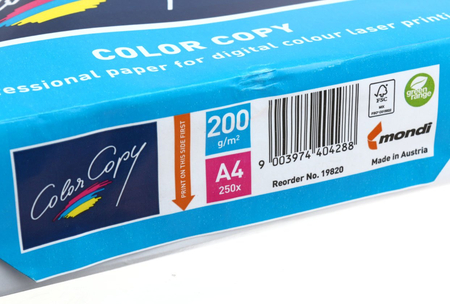 COLOR COPY
essional paper for digital colour laser printi
Color Copy
PRINT ON THIS SIDE FIRST
200
g/m²
A4
250x
9 003974 404288
Reorder No. 19820
FSC
green
range
mondi
Made in Austria